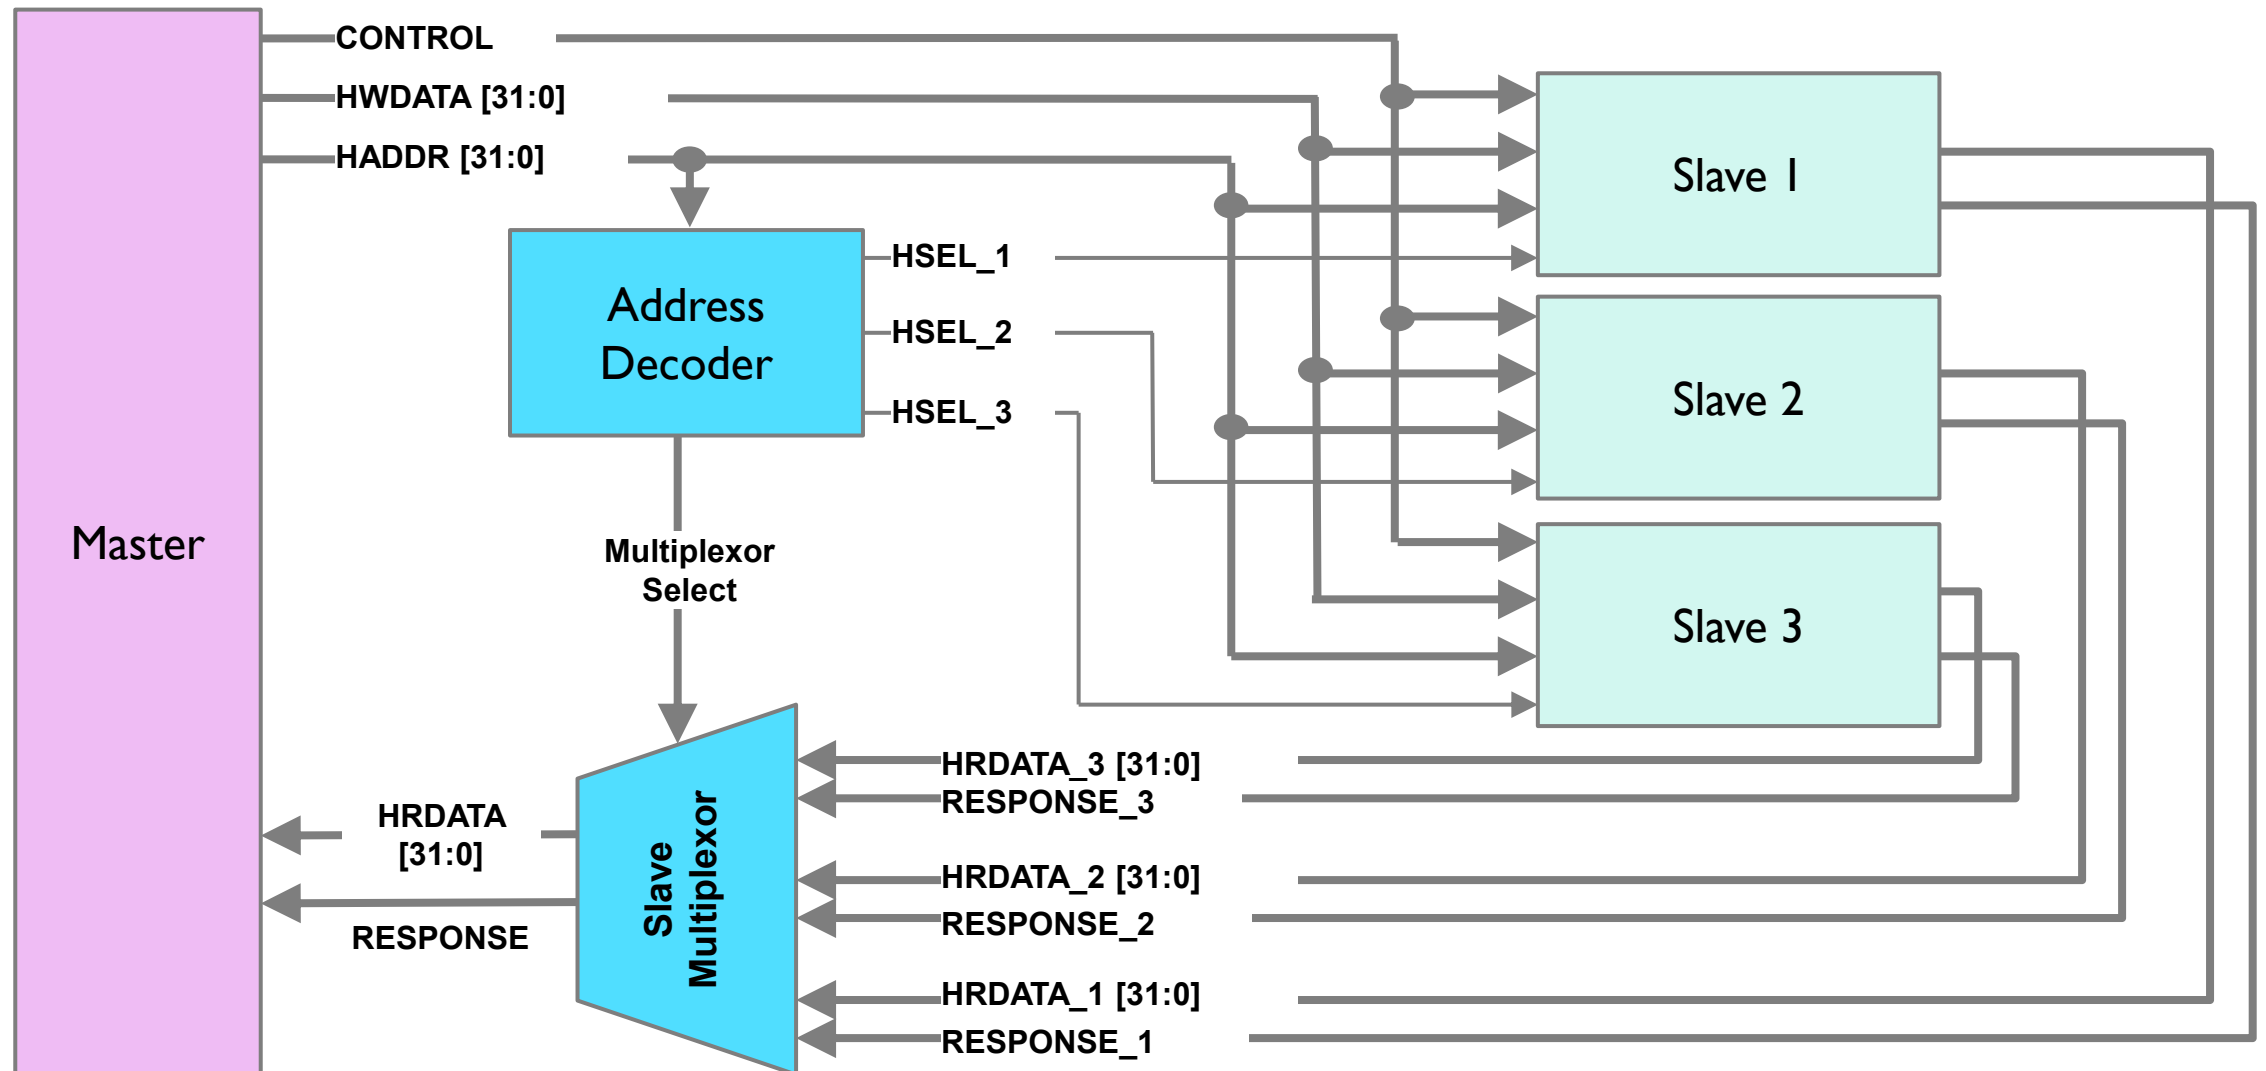 CONTROL
HWDATA [31:0]
HADDR [31:0]
Master
Address
Decoder
HSEL_1
HSEL_2
HSEL_3
Slave 1
Slave 2
Slave 3
Multiplexor
Select
Slave
Multiplexor
HRDATA
[31:0]
RESPONSE
HRDATA_3 [31:0]
RESPONSE_3
HRDATA_2 [31:0]
RESPONSE_2
HRDATA_1 [31:0]
RESPONSE_1